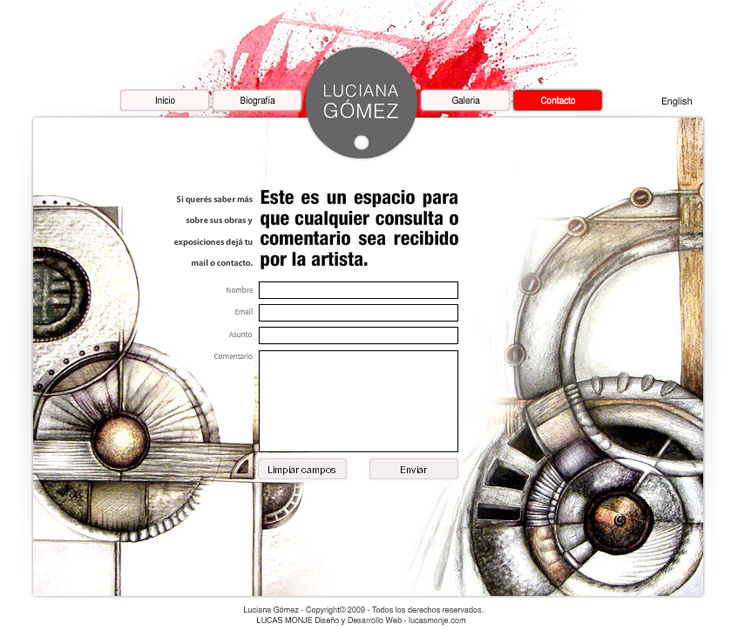 LUCIANA
GÓMEZ
Inicio
Biografía
Galeria
Contacto
English
Si querés saber más
sobre sus obras y
exposiciones dejá tu
mail o contacto.
Este es un espacio para
que cualquier consulta o
comentario sea recibido
por la artista.
Nombre
Email
Asunto
Comentario
Limpiar campos
Enviar
Luciana Gómez - Copyright© 2009 - Todos los derechos reservados.
LUCAS MONJE Diseño y Desarrollo Web - lucasmonje.com